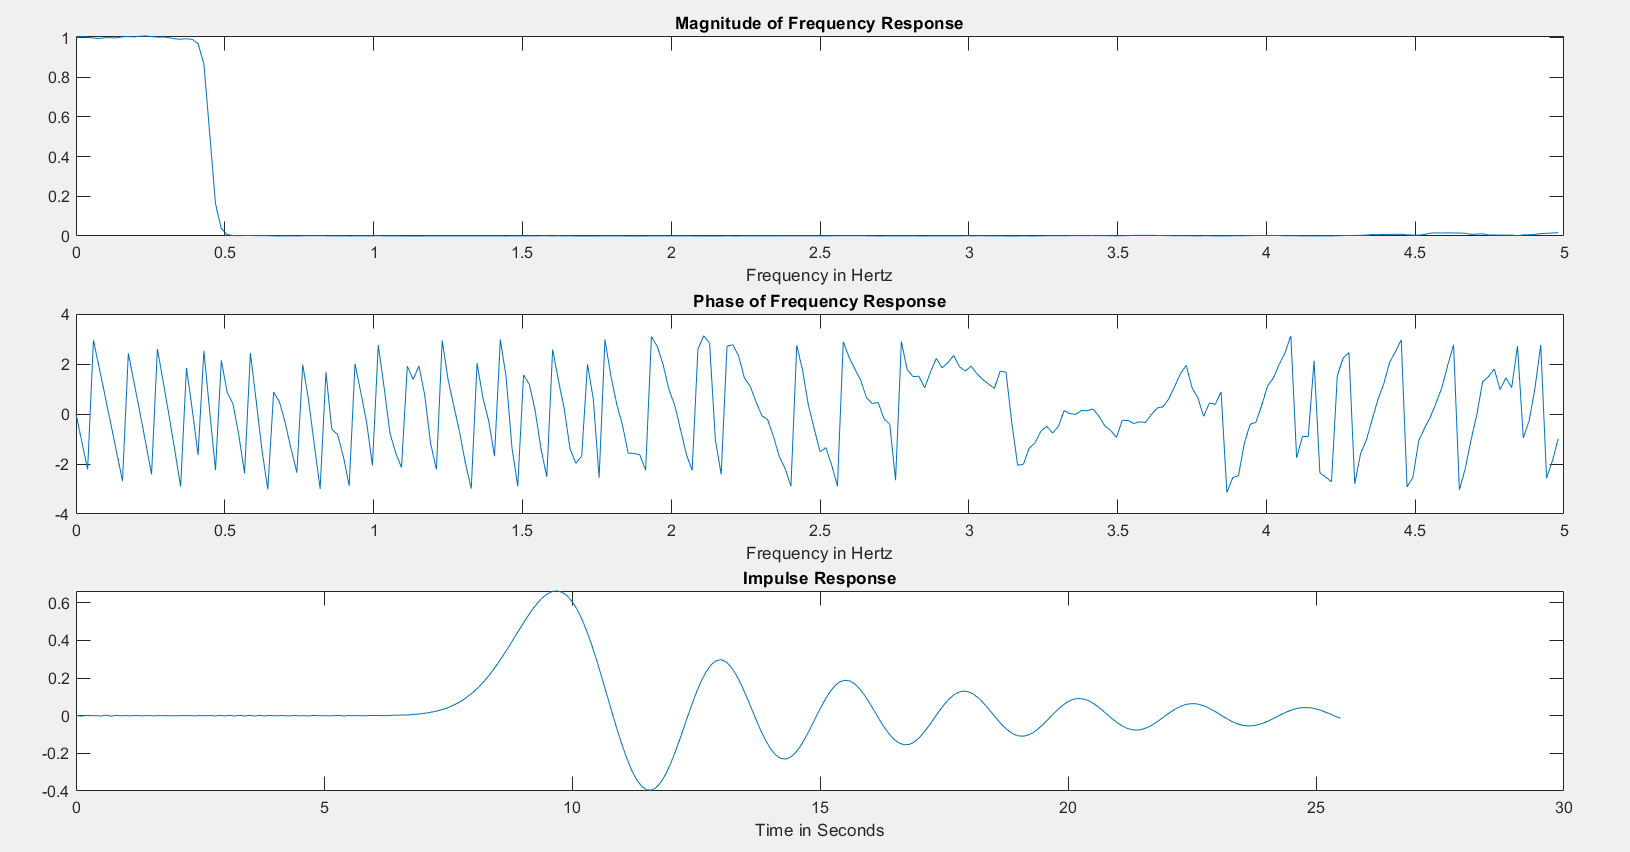 Magnitude of Frequency Response
1
0.8
0.6
0.4
0.2
0
0 0.5 1 1.5 2 2.5 3 3.5 4 4.5 5
Frequency in Hertz
Phase of Frequency Response
4
2
0
-2
-4
0 0.5 1 1.5 2 2.5 3 3.5 4 4.5 5
Frequency in Hertz
Impulse Response
0.6
0.4
0.2
0
-0.2
-0.4
0 5 10 15 20 25 30
Time in Seconds